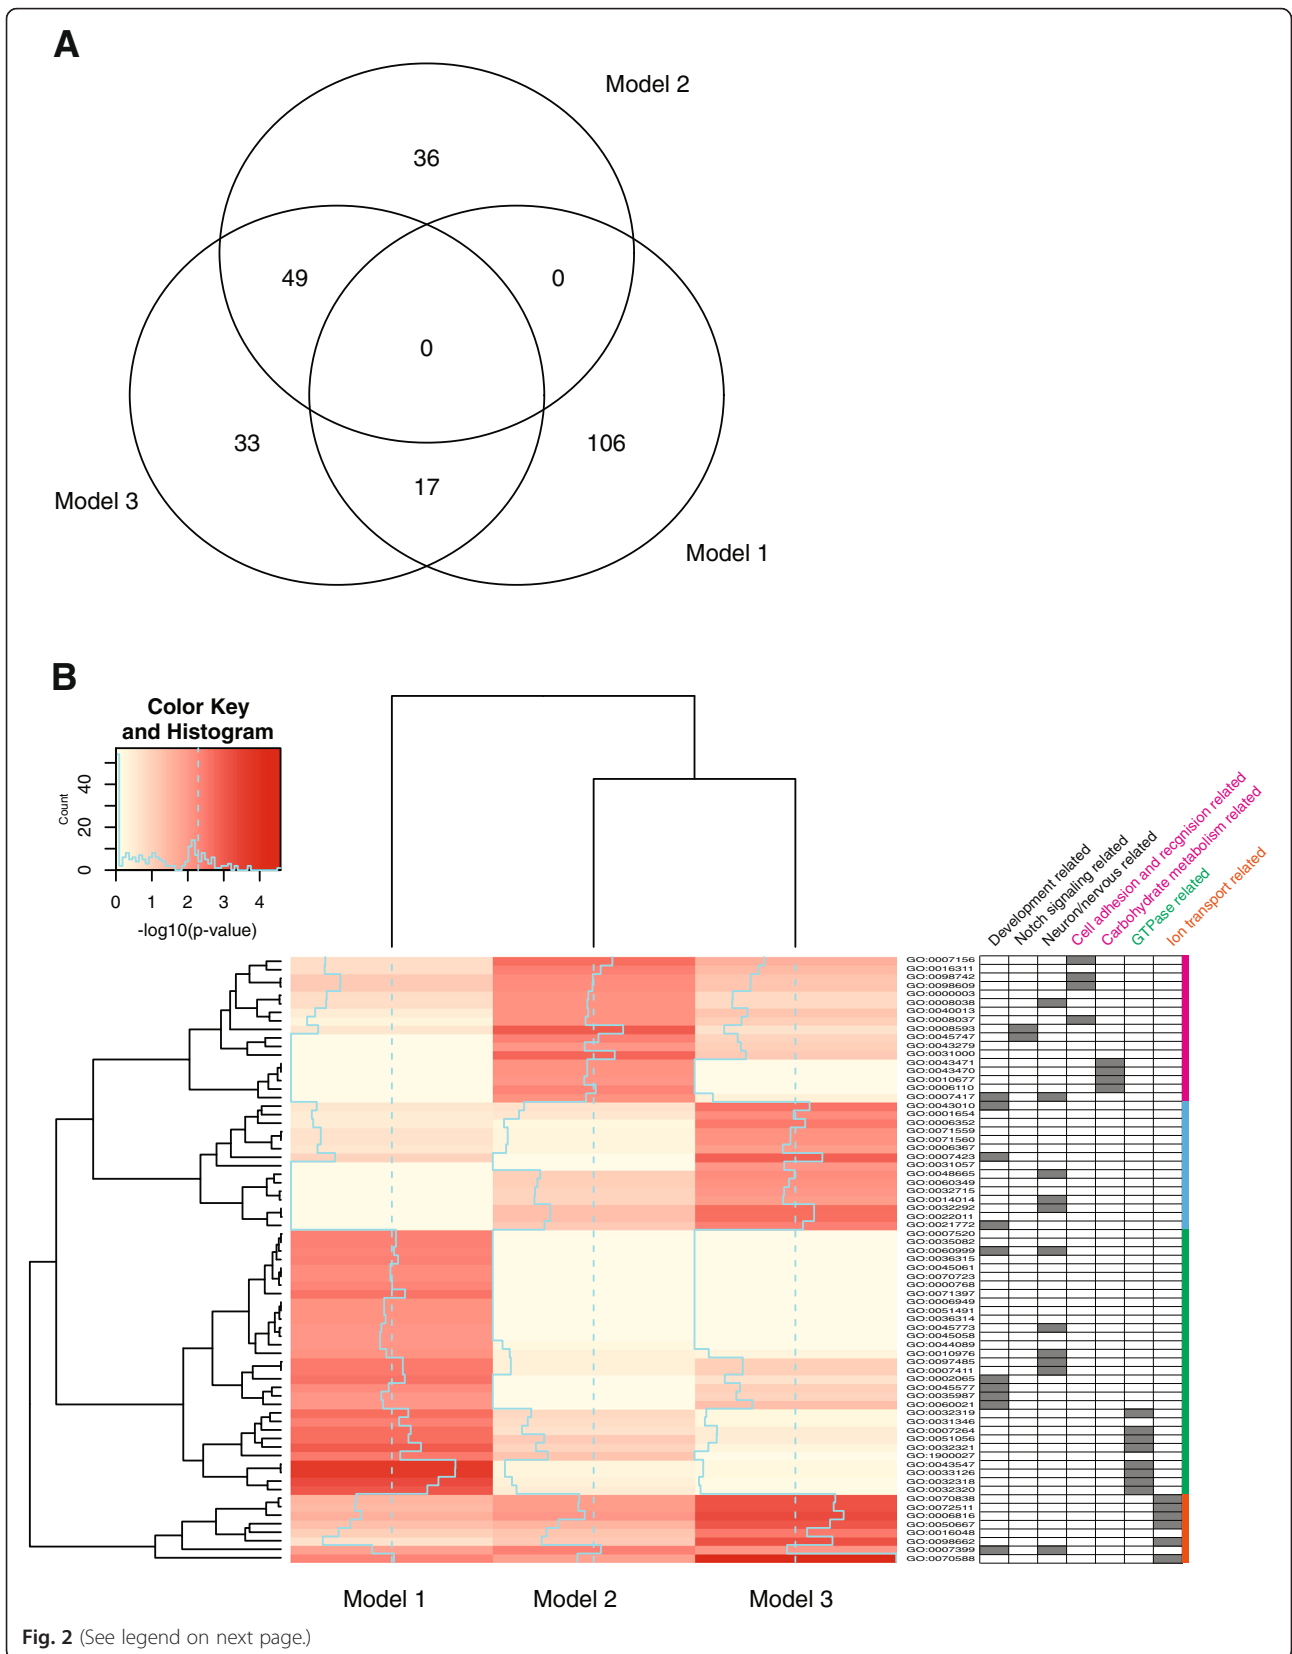 A
Model 2
36
49
0
0
33
106
17
Model 3
Model 1
B
Color Key
and Histogram
Count
0
20
40
0
1
2
3
4
-log10(p-value)
Development related
Notch signaling related
Neuron/nervous related
Cell adhesion and recgnision related
Carbohydrate metabolism related
GTPase related
Ion transport related
GO:0007156
GO:0016311
GO:0098742
GO:0098609
GO:0000003
GO:0008038
GO:0040013
GO:0008037
GO:0008593
GO:0045747
GO:0043279
GO:0031000
GO:0043471
GO:0043470
GO:0010677
GO:0006110
GO:0007417
GO:0043010
GO:0001654
GO:0006352
GO:0071559
GO:0071560
GO:0006367
GO:0007423
GO:0031057
GO:0048665
GO:0060349
GO:0032715
GO:0014014
GO:0032292
GO:0022011
GO:0021772
GO:0007520
GO:0035082
GO:0060999
GO:0036315
GO:0045061
GO:0070723
GO:0000768
GO:0071397
GO:0006949
GO:0051491
GO:0036314
GO:0045773
GO:0045058
GO:0044089
GO:0010976
GO:0097485
GO:0007411
GO:0002065
GO:0045577
GO:0035987
GO:0060021
GO:0032319
GO:0031346
GO:0007264
GO:0051056
GO:0032321
GO:1900027
GO:0043547
GO:0033126
GO:0032318
GO:0032320
GO:0070838
GO:0072511
GO:0006816
GO:0050667
GO:0016048
GO:0098662
GO:0007399
GO:0070588
Model 1
Model 2
Model 3
Fig. 2 (See legend on next page.)